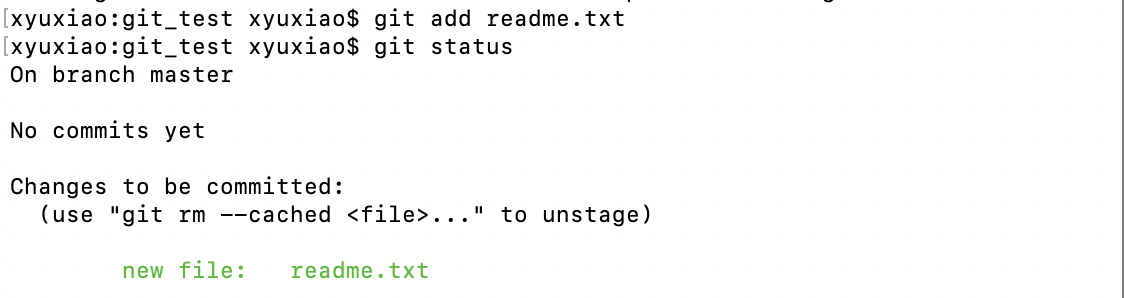 [xyuxiao:git_test xyuxiao$ git add readme.txt
[xyuxiao:git_test xyuxiao$ git status
On branch master
No commits yet
Changes to be committed:
(use "git rm --cached <file>..." to unstage)
new file: readme.txt